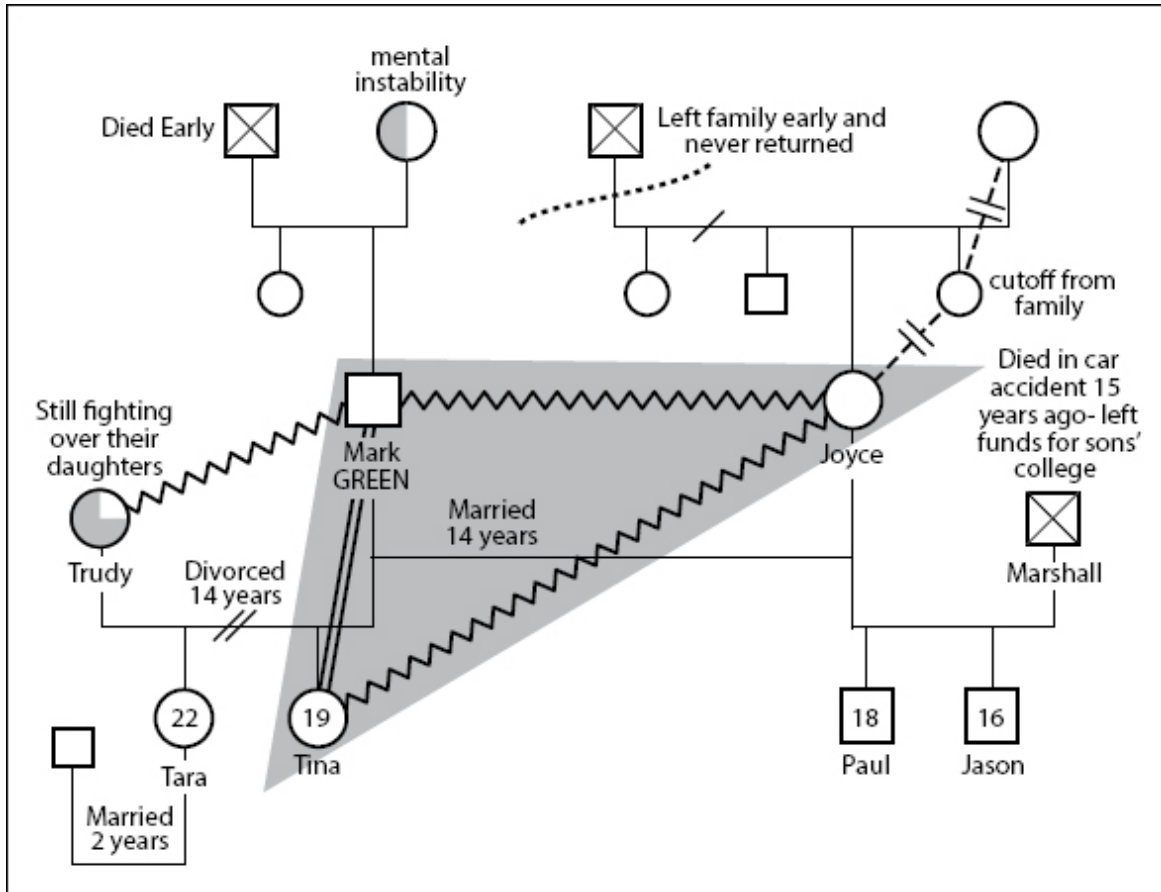 mental
instability
Died Early
Left family early and
never returned
cutoff from
family
Died in car
accident 15
years ago- left
funds for sons'
college
Still fighting
over their
daughters
Mark
GREEN
Joyce
Married
14 years
Trudy
Divorced
14 years
Marshall
22
19
18
16
Tara
Tina
Paul
Jason
Married
2 years